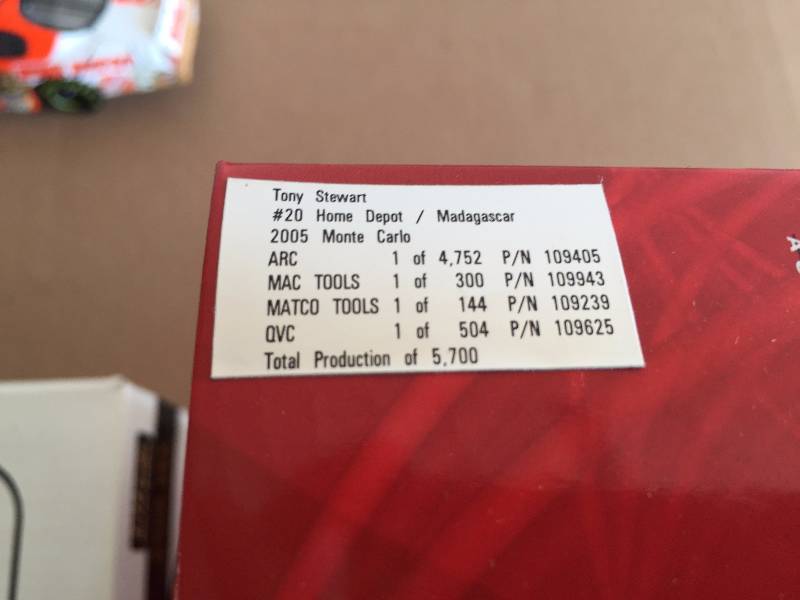 Tony Stewart
#20 Home Depot / Madagascar
2005 Monte Carlo
ARC 1 of 4,752 P/N 109405
MAC TOOLS 1 of 300 P/N 109943
MATCO TOOLS 1 of 144 P/N 109239
QVC 1 of 504 P/N 109625
Total Production of 5,700